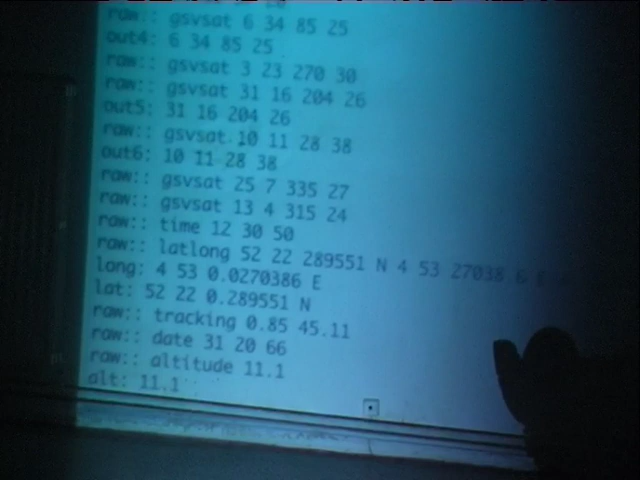 raw:: gsvsat 6 34 85 25
out4: 6 34 85 25
raw:: gsvsat 3 23 270 30
raw:: gsvsat 31 16 204 26
out5: 31 16 204 26
raw:: gsvsat 10 11 28 38
out6: 10 11 28 38
raw:: gsvsat 25 7 335 27
raw:: gsvsat 13 4 315 24
raw:: time 12 30 50
raw:: latlong 52 22 289551 N 4 53 27038 6 E
long: 4 53 0.0270386 E
lat: 52 22 0.289551 N
raw:: tracking 0.85 45.11
raw:: date 31 20 66
raw:: altitude 11.1
alt: 11.1